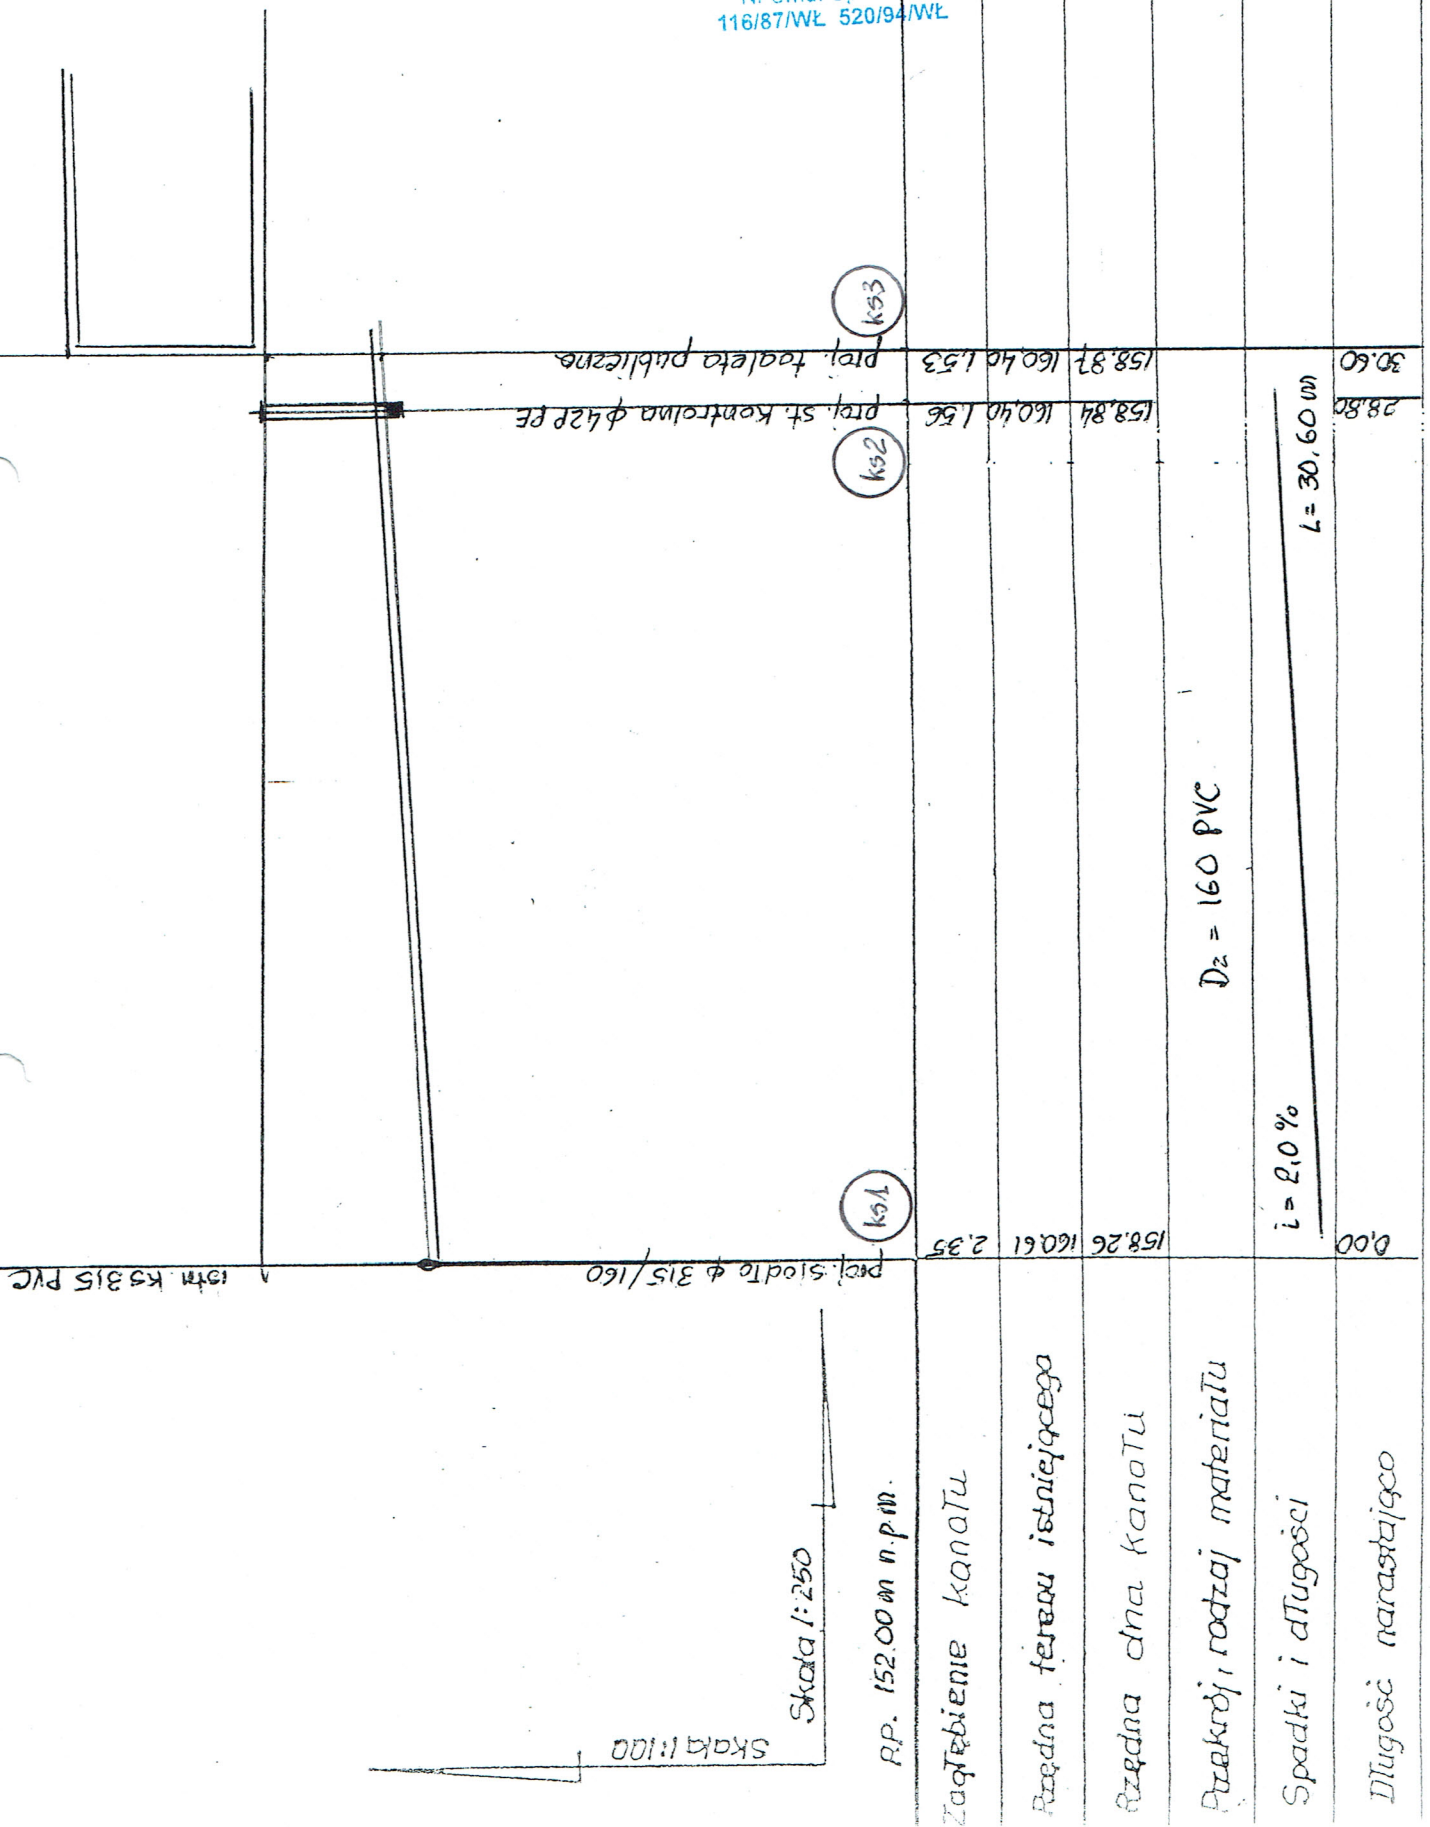 116/87/WŁ 520/94/WŁ
istn. ks 315 PVC
proj. siodło φ 315/160
proj. st. kontrolna φ 425 PE
proj. toaleta publiczna
ks1
ks2
ks3
Skala 1:100
Skala 1:250
P.P. 152.00 m n.p.m.
Zagłębienie kanału
2.35
1.56
1.53
Rzędna terenu istniejącego
160.61
160.40
160.40
Rzędna dna kanału
158.26
158.84
158.87
Przekrój, rodzaj materiału
Dz = 160 PVC
Spadki i długości
i = 2,0 %
L = 30,60 m
Długość narastająco
0,00
28.80
30.60